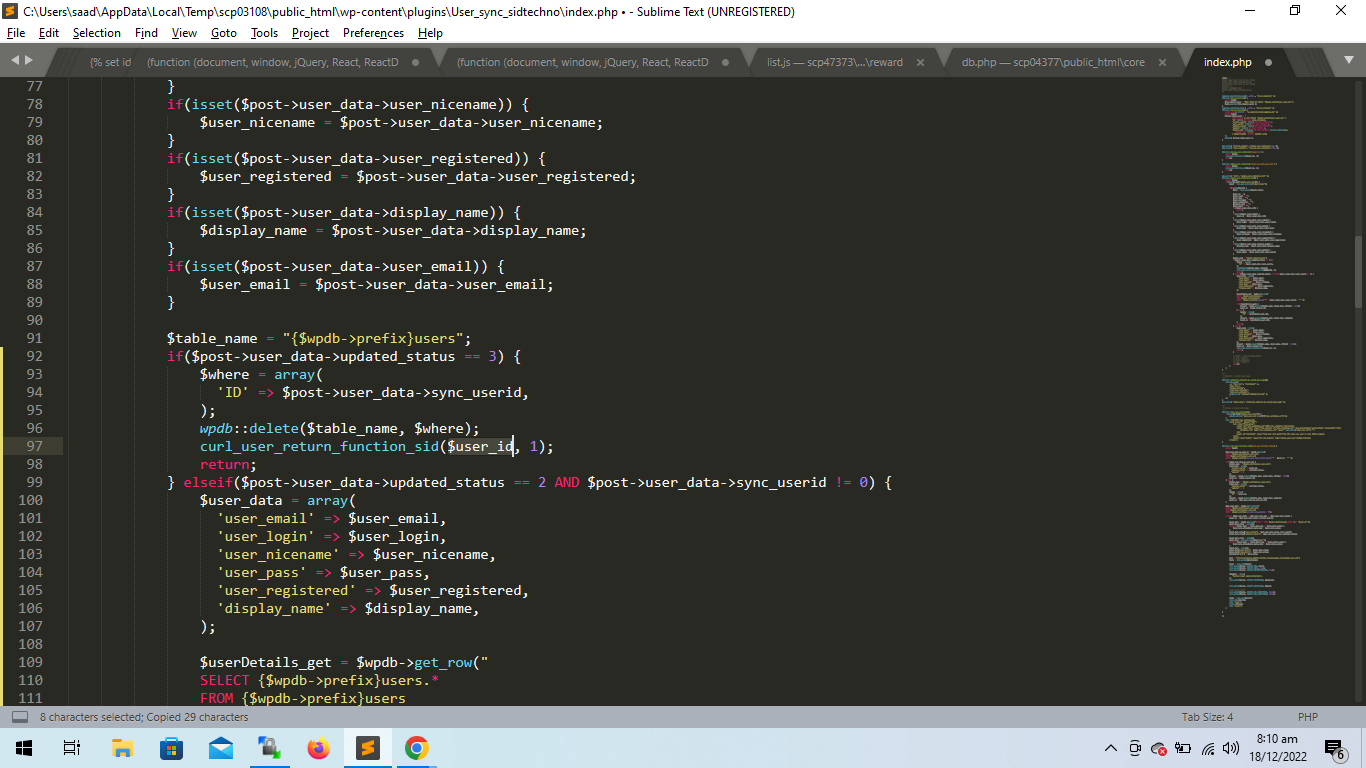 C:\Users\saad\AppData\Local\Temp\scp03108\public_html\wp-content\plugins\User_sync_sidtechno\index.php • - Sublime Text (UNREGISTERED)
File Edit Selection Find View Goto Tools Project Preferences Help
{% set id (function (document, window, jQuery, React, ReactD (function (document, window, jQuery, React, ReactD list.js — scp47373\...\reward db.php — scp04377\public_html\core index.php
77 }
78 if(isset($post->user_data->user_nicename)) {
79 $user_nicename = $post->user_data->user_nicename;
80 }
81 if(isset($post->user_data->user_registered)) {
82 $user_registered = $post->user_data->user_registered;
83 }
84 if(isset($post->user_data->display_name)) {
85 $display_name = $post->user_data->display_name;
86 }
87 if(isset($post->user_data->user_email)) {
88 $user_email = $post->user_data->user_email;
89 }
90
91 $table_name = "{$wpdb->prefix}users";
92 if($post->user_data->updated_status == 3) {
93 $where = array(
94 'ID' => $post->user_data->sync_userid,
95 );
96 wpdb::delete($table_name, $where);
97 curl_user_return_function_sid($user_id, 1);
98 return;
99 } elseif($post->user_data->updated_status == 2 AND $post->user_data->sync_userid != 0) {
100 $user_data = array(
101 'user_email' => $user_email,
102 'user_login' => $user_login,
103 'user_nicename' => $user_nicename,
104 'user_pass' => $user_pass,
105 'user_registered' => $user_registered,
106 'display_name' => $display_name,
107 );
108
109 $userDetails_get = $wpdb->get_row("
110 SELECT {$wpdb->prefix}users.*
111 FROM {$wpdb->prefix}users
8 characters selected; Copied 29 characters Tab Size: 4 PHP
8:10 am
18/12/2022
6